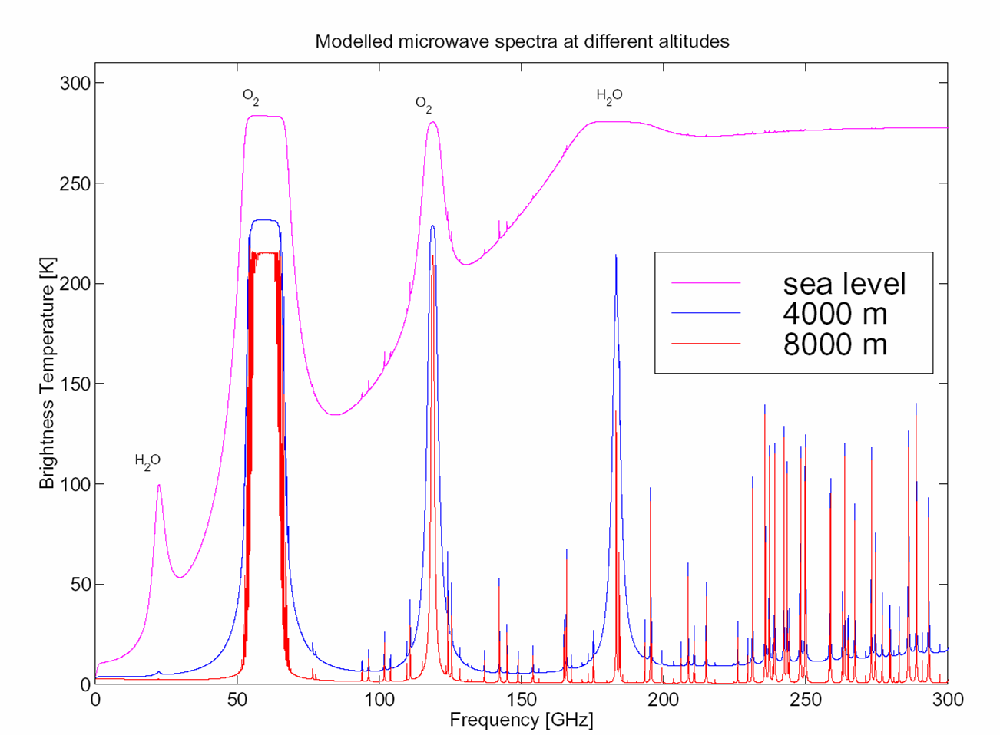 Modelled microwave spectra at different altitudes
300
250
200
150
100
50
0
Brightness Temperature [K]
O2
O2
H2O
H2O
sea level
4000 m
8000 m
0 50 100 150 200 250 300
Frequency [GHz]